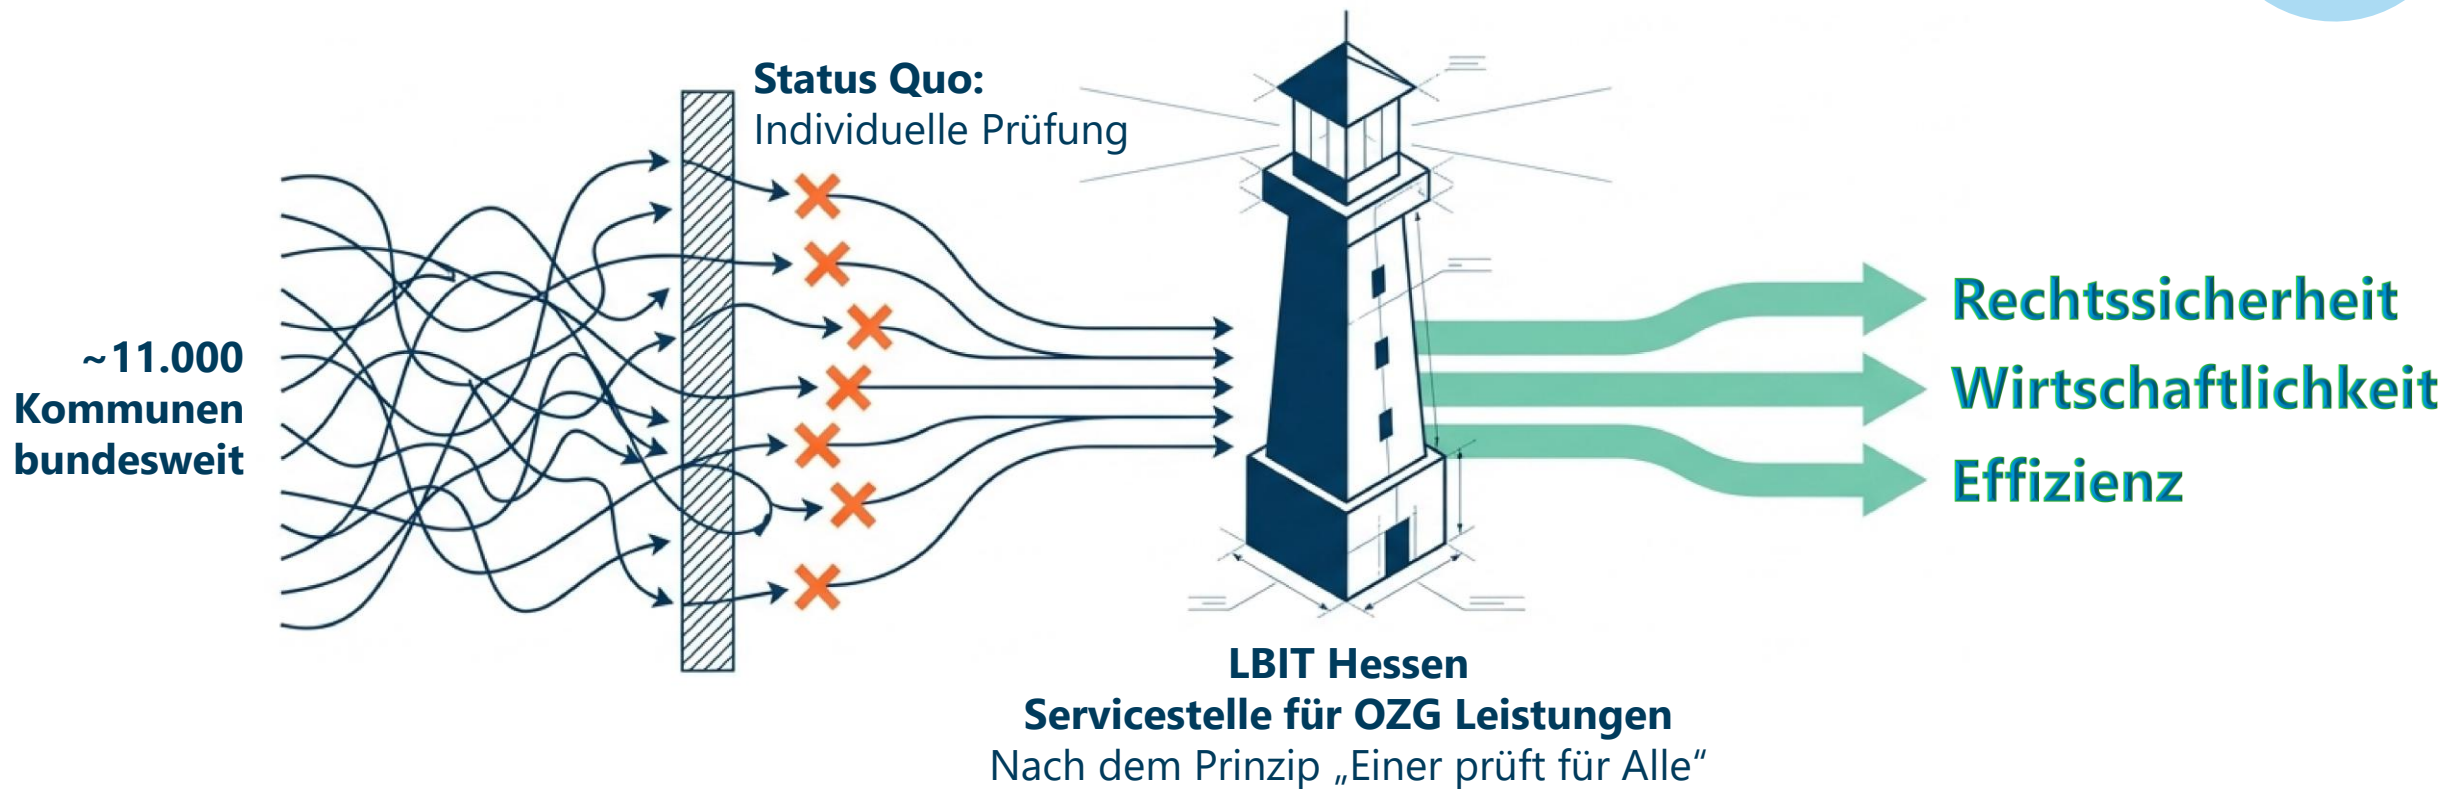 Status Quo:
Individuelle Prüfung
~11.000
Kommunen
bundesweit
Rechtssicherheit
Wirtschaftlichkeit
Effizienz
LBIT Hessen
Servicestelle für OZG Leistungen
Nach dem Prinzip „Einer prüft für Alle“